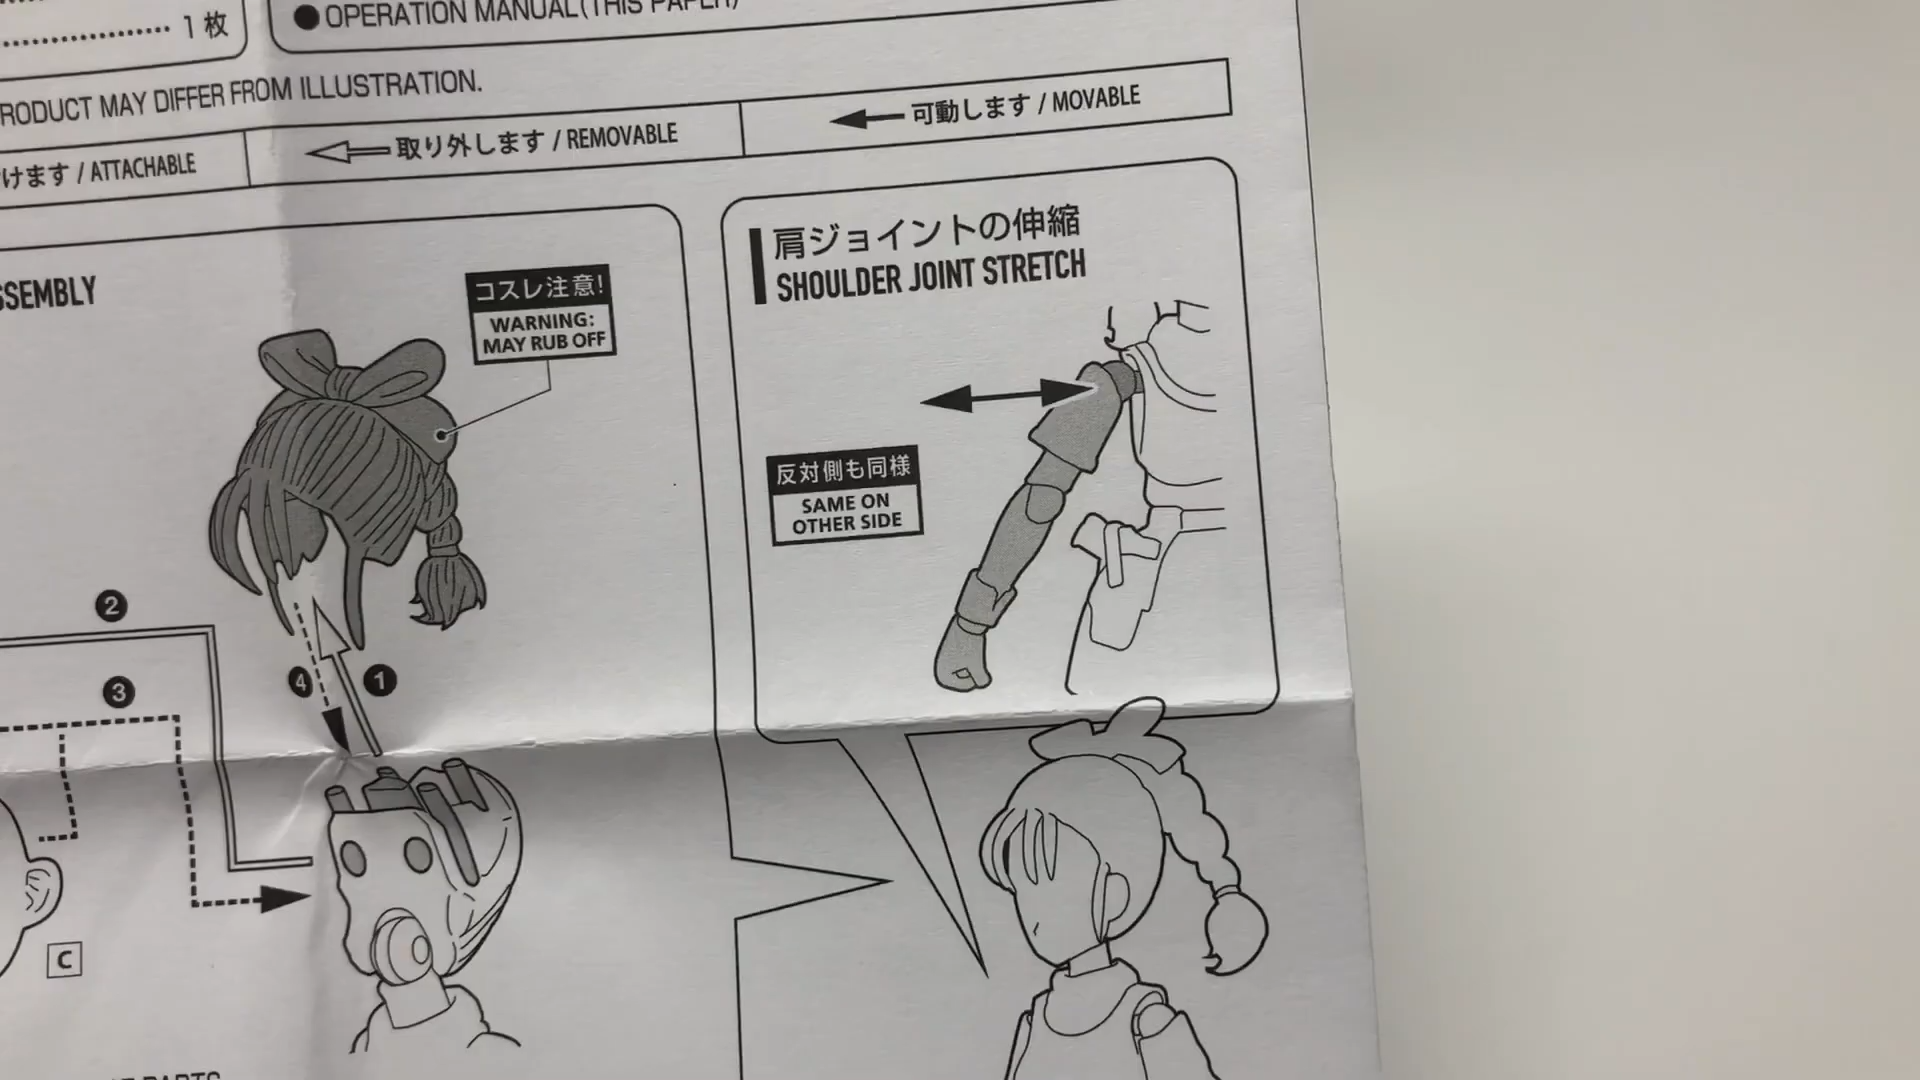 1枚
●OPERATION MANUAL(THIS PAPER)
RODUCT MAY DIFFER FROM ILLUSTRATION.
けます / ATTACHABLE
取り外します / REMOVABLE
可動します / MOVABLE
SSEMBLY
コスレ注意!
WARNING:
MAY RUB OFF
肩ジョイントの伸縮
SHOULDER JOINT STRETCH
反対側も同様
SAME ON
OTHER SIDE
2
3
4
1
C
PARTS